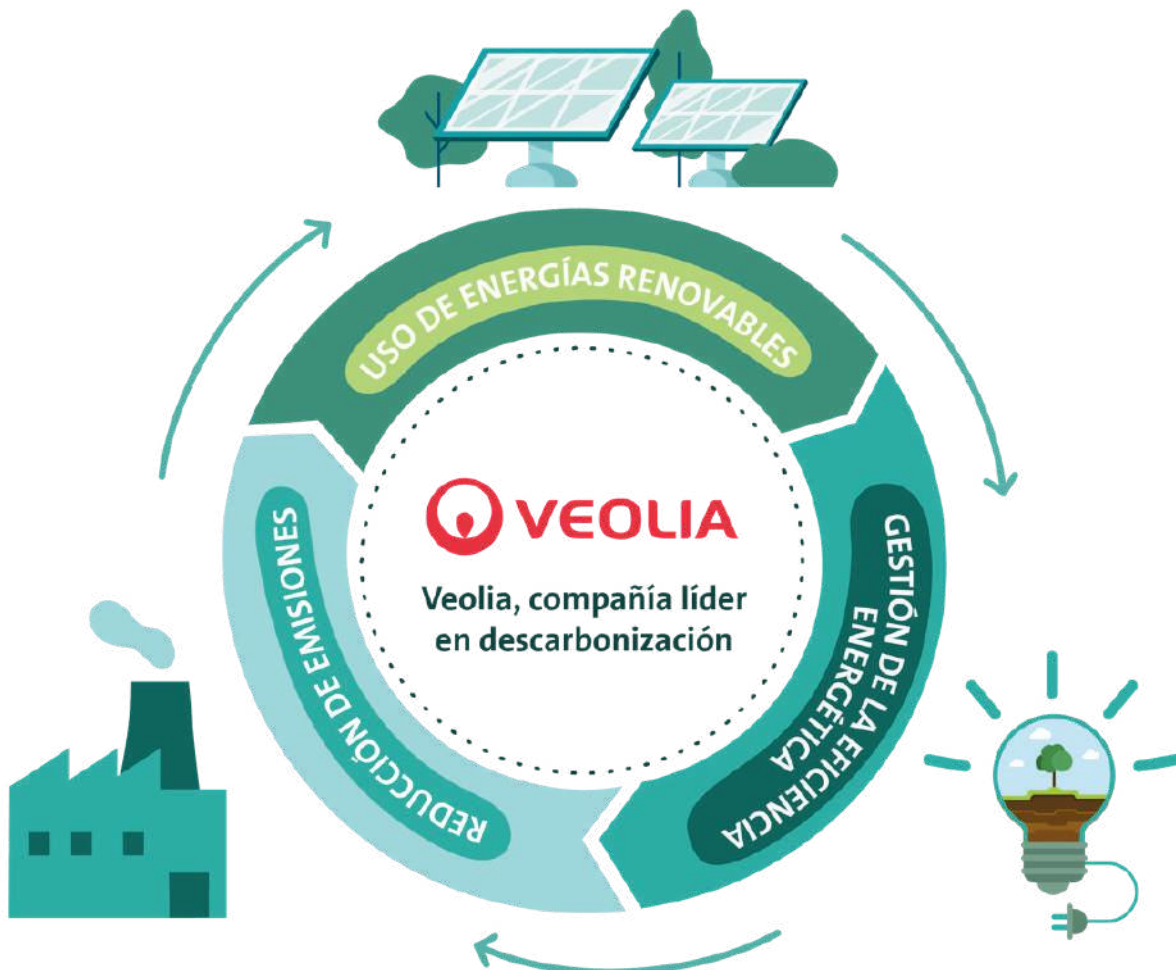 USO DE ENERGÍAS RENOVABLES
GESTIÓN DE LA EFICIENCIA
ENERGÉTICA
REDUCCIÓN DE EMISIONES
VEOLIA
Veolia, compañía líder
en descarbonización